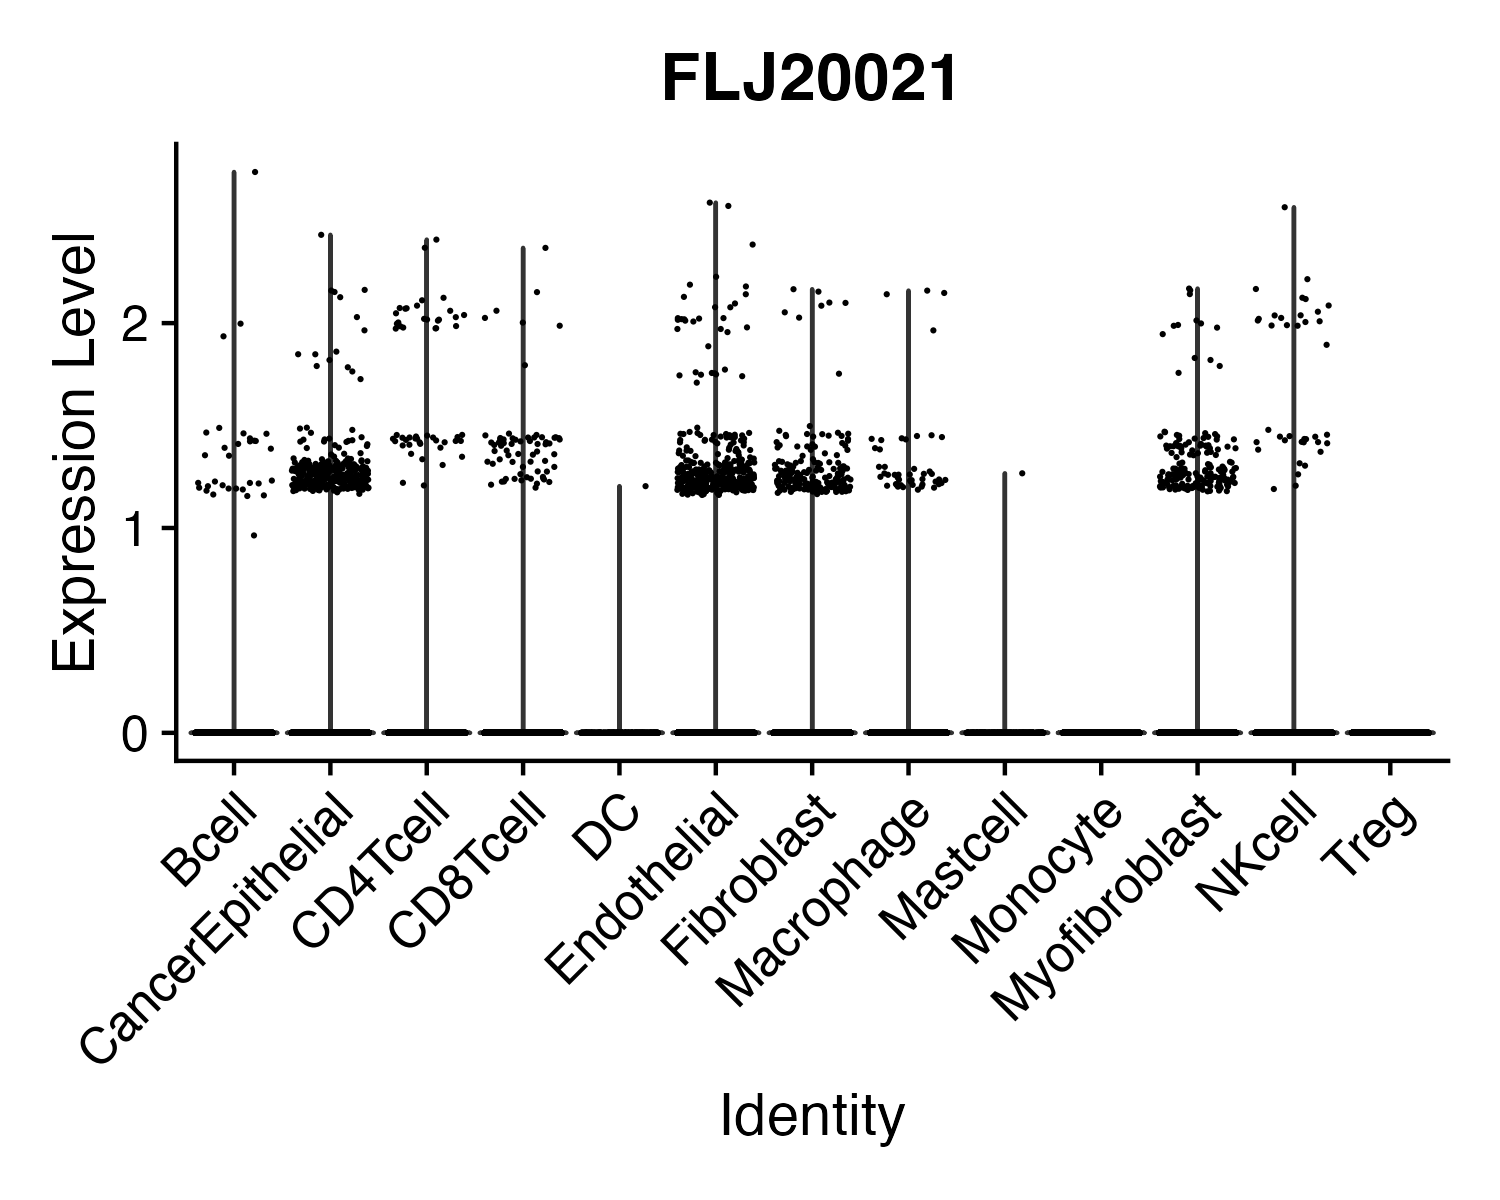 FLJ20021
Expression Level
2
1
0
Bcell
CancerEpithelial
CD4Tcell
CD8Tcell
DC
Endothelial
Fibroblast
Macrophage
Mastcell
Monocyte
Myofibroblast
NKcell
Treg
Identity